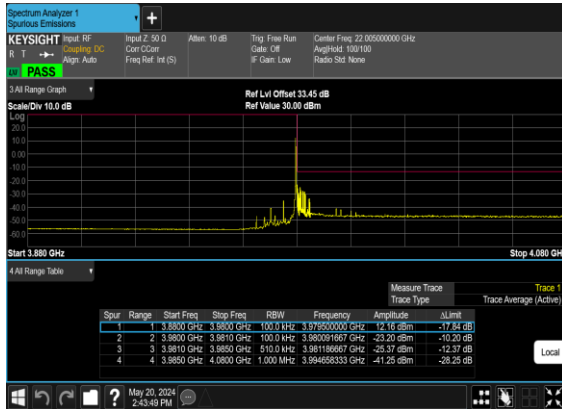 Spectrum Analyzer 1
Spurious Emissions
KEYSIGHT Input: RF Input Z: 50 Ω Atten: 10 dB Trig: Free Run Center Freq: 22.005000000 GHz
R T Coupling: DC Corr CCorr Gate: Off Avg|Hold: 100/100
Align: Auto Freq Ref: Int (S) IF Gain: Low Radio Std: None
LW PASS
3 All Range Graph
Ref Lvl Offset 33.45 dB
Scale/Div 10.0 dB Ref Value 30.00 dBm
Log
20.0
10.0
0.00
-10.0
-20.0
-30.0
-40.0
-50.0
-60.0
Start 3.880 GHz Stop 4.080 GHz
4 All Range Table
Measure Trace Trace 1
Trace Type Trace Average (Active)
Spur Range Start Freq Stop Freq RBW Frequency Amplitude ΔLimit
1 1 3.8800 GHz 3.9800 GHz 100.0 kHz 3.979500000 GHz 12.16 dBm -17.84 dB
2 2 3.9800 GHz 3.9810 GHz 100.0 kHz 3.980091667 GHz -23.20 dBm -10.20 dB
3 3 3.9810 GHz 3.9850 GHz 510.0 kHz 3.981186667 GHz -25.37 dBm -12.37 dB
4 4 3.9850 GHz 4.0800 GHz 1.000 MHz 3.994658333 GHz -41.25 dBm -28.25 dB
Local
May 20, 2024
2:43:49 PM